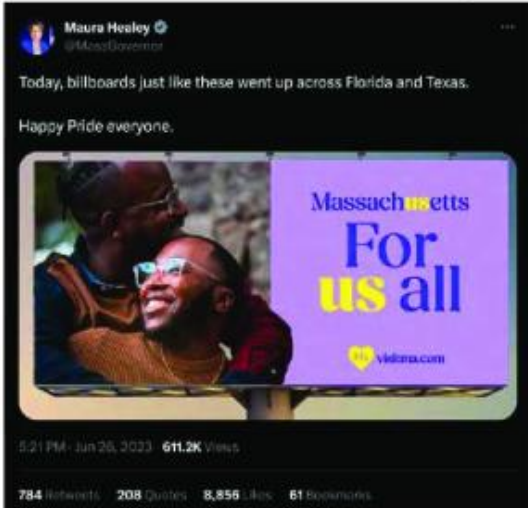 Maura Healey
@MassGovernor
Today, billboards just like these went up across Florida and Texas.
Happy Pride everyone.
Massachusetts
For
us all
visitma.com
5:21 PM · Jun 26, 2023 611.2K Views
784 Retweets 208 Quotes 8,856 Likes 61 Bookmarks